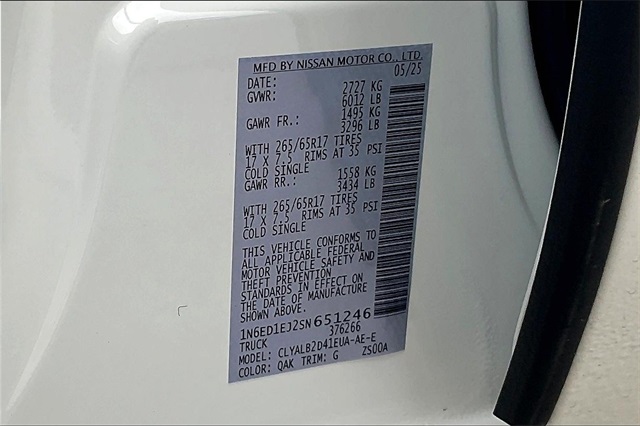 MFD BY NISSAN MOTOR CO., LTD.
DATE: 05/25
GVWR: 2727 KG
6012 LB
GAWR FR.: 1495 KG
3296 LB
WITH 265/65R17 TIRES
17 X 7.5 RIMS AT 35 PSI
COLD SINGLE
GAWR RR.: 1558 KG
3434 LB
WITH 265/65R17 TIRES
17 X 7.5 RIMS AT 35 PSI
COLD SINGLE
THIS VEHICLE CONFORMS TO
ALL APPLICABLE FEDERAL
MOTOR VEHICLE SAFETY AND
THEFT PREVENTION
STANDARDS IN EFFECT ON
THE DATE OF MANUFACTURE
SHOWN ABOVE.
1N6ED1EJ2SN651246
TRUCK 376266
MODEL: CLYALB2D41EUA-AE-E
COLOR: QAK TRIM: G ZS00A